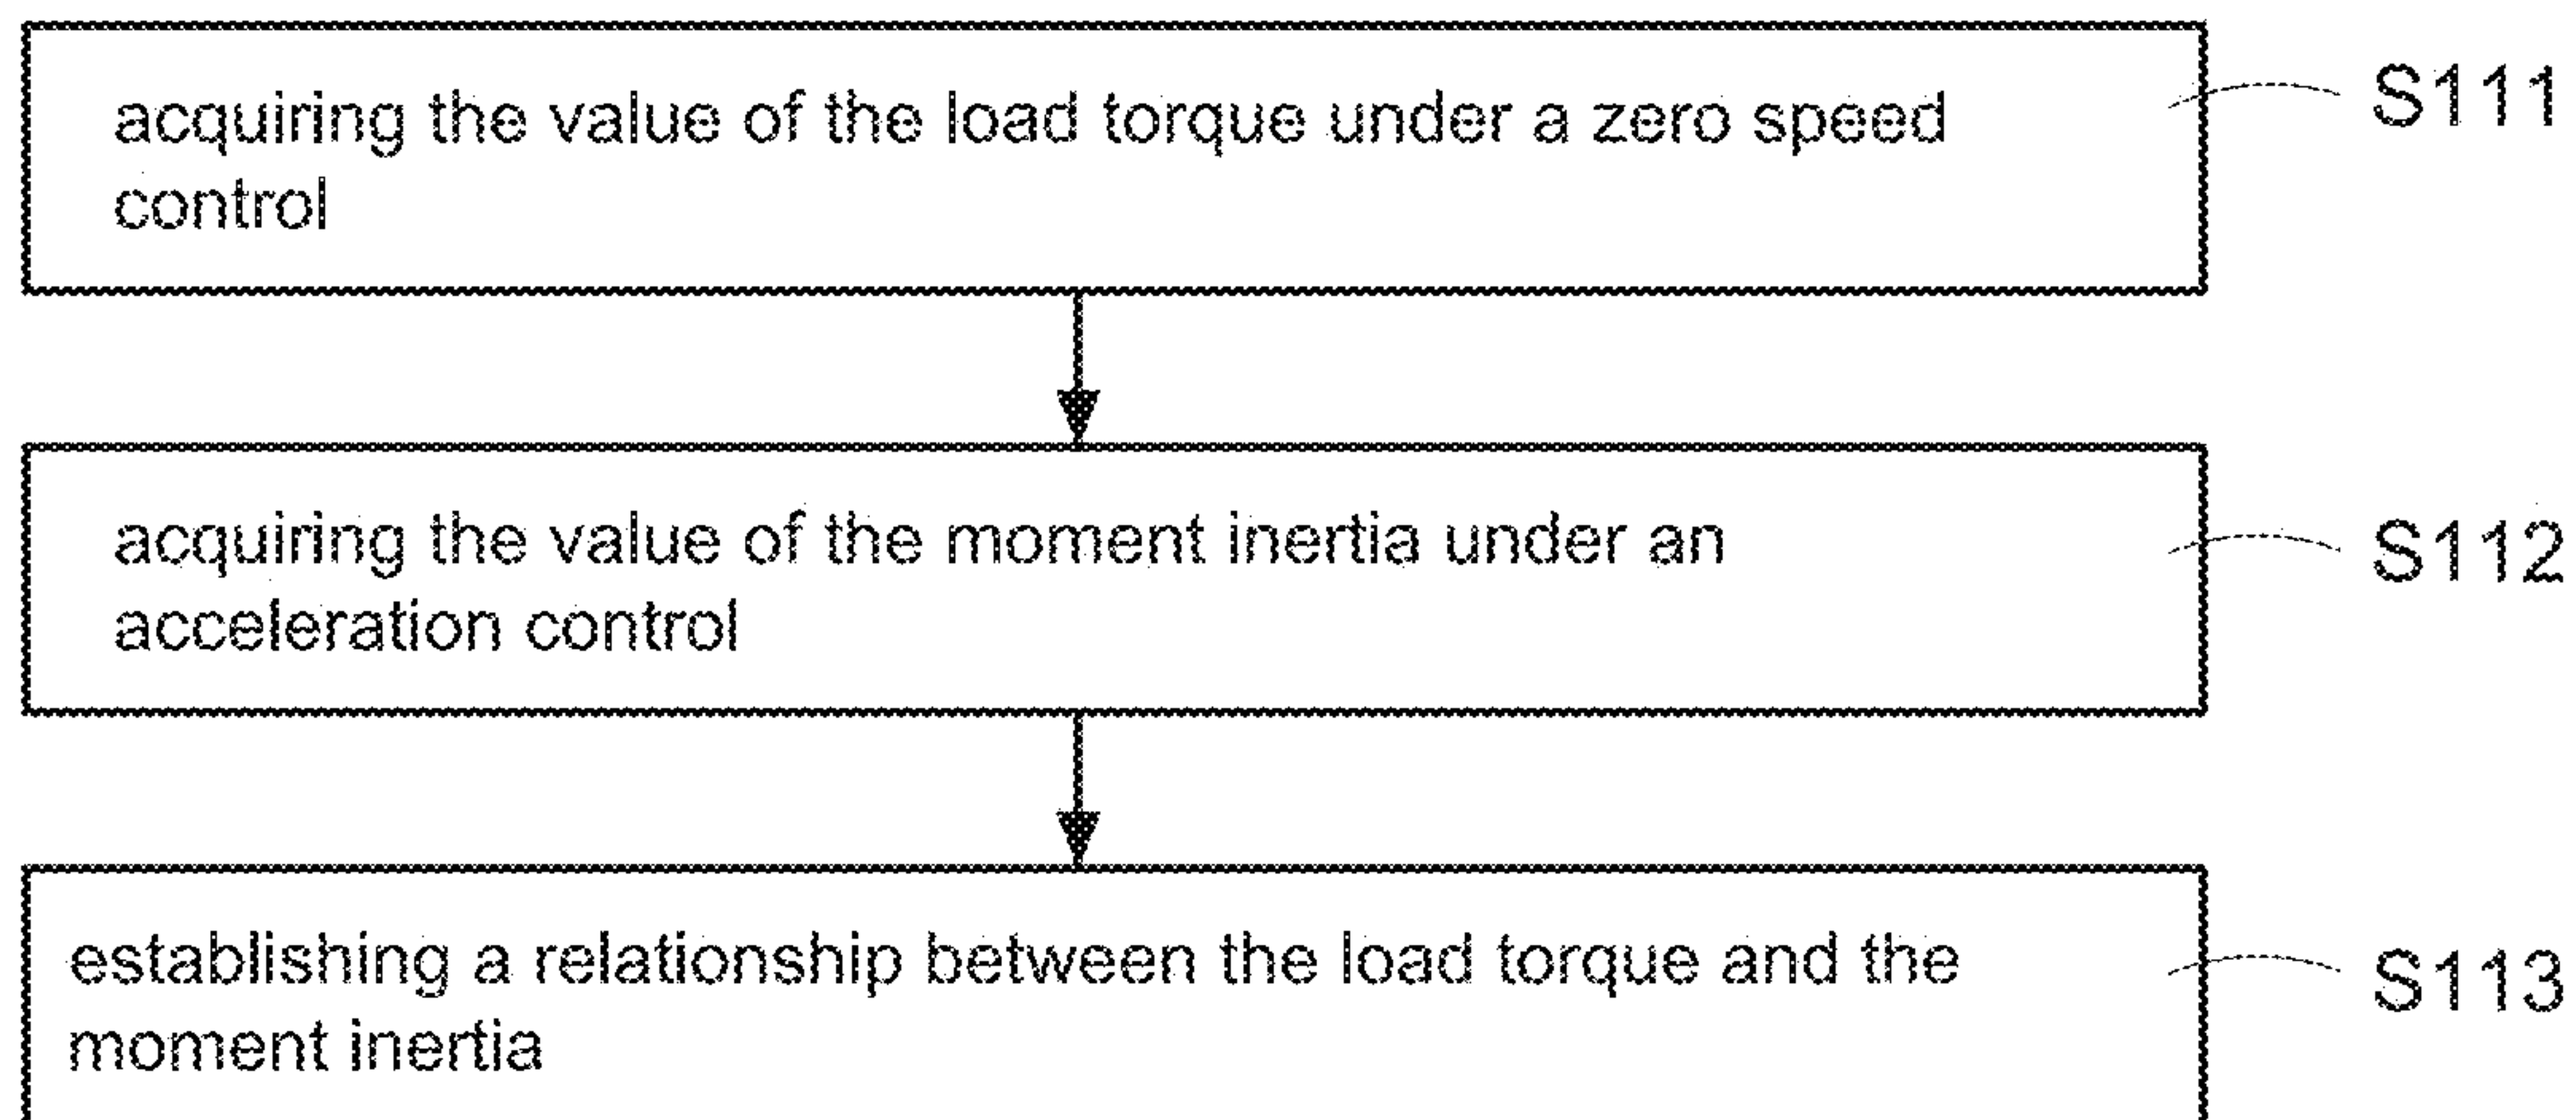 acquiring the value of the load torque under a zero speed
control
S111
acquiring the value of the moment inertia under an
acceleration control
S112
establishing a relationship between the load torque and the
moment inertia
S113